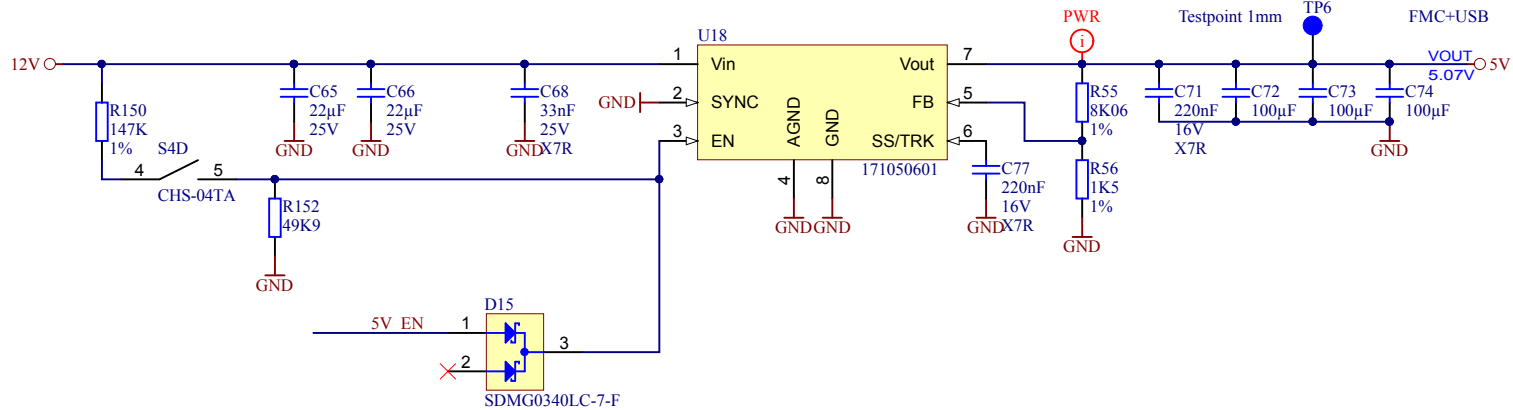 PWR
Testpoint 1mm
TP6
FMC+USB
U18
12V
1
Vin
Vout
7
VOUT
5.07V
5V
R150
147K
1%
C65
22µF
25V
GND
C66
22µF
25V
GND
C68
33nF
25V
X7R
GND
GND
2
SYNC
3
EN
AGND
GND
FB
5
SS/TRK
6
4
8
171050601
GND
GND
R55
8K06
1%
C71
220nF
16V
X7R
C72
100µF
C73
100µF
C74
100µF
GND
C77
220nF
16V
X7R
GND
R56
1K5
1%
GND
S4D
4
5
CHS-04TA
R152
49K9
GND
D15
5V_EN
1
2
3
SDMG0340LC-7-F